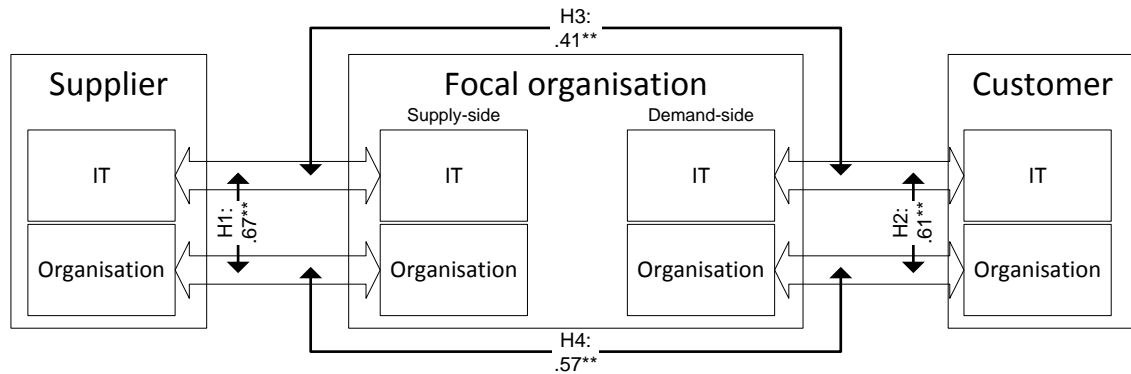 H3:
.41**
Supplier
Focal organisation
Customer
Supply-side
Demand-side
IT
IT
IT
IT
H1:
.67**
H2:
.61**
Organisation
Organisation
Organisation
Organisation
H4:
.57**